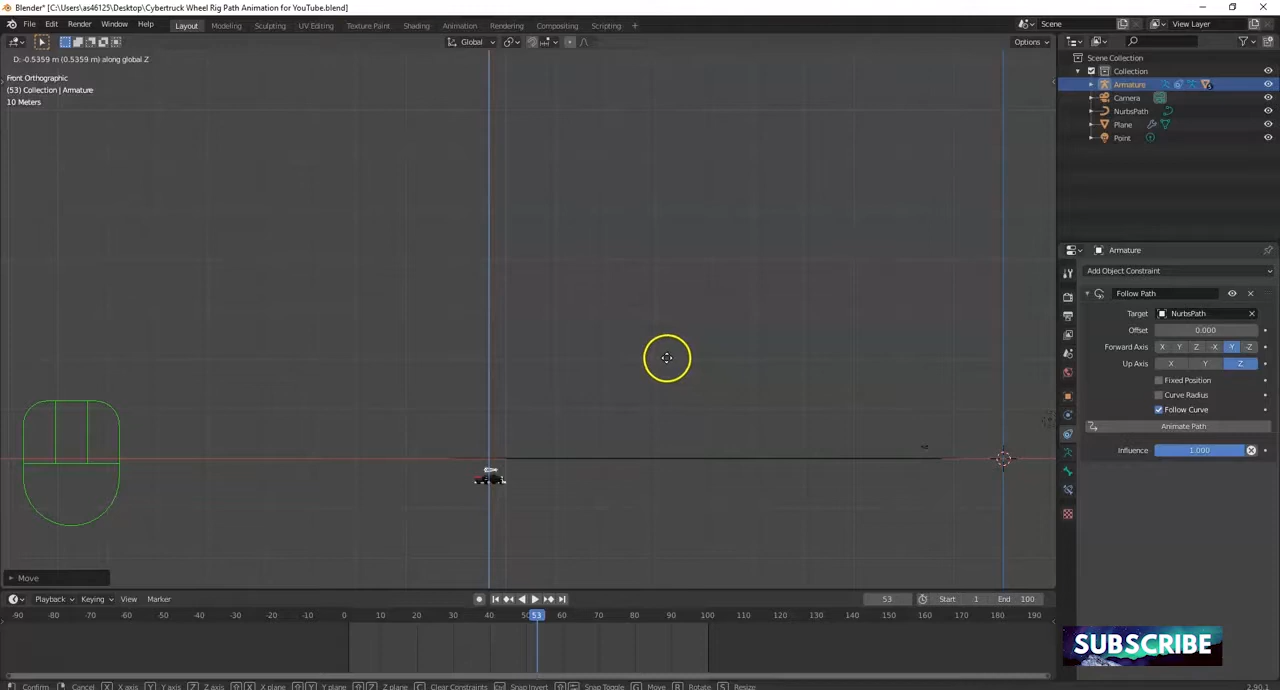 Blender* [C:\Users\as46125\Desktop\Cybertruck Wheel Rig Path Animation for YouTube.blend]
File Edit Render Window Help Layout Modeling Sculpting UV Editing Texture Paint Shading Animation Rendering Compositing Scripting + Scene View Layer
Global Options
D: -0.5359 m (0.5359 m) along global Z
Front Orthographic
(53) Collection | Armature
10 Meters
Scene Collection
Collection
Armature
Camera
NurbsPath
Plane
Point
Armature
Add Object Constraint
Follow Path
Target NurbsPath
Offset 0.000
Forward Axis X Y Z -X -Y -Z
Up Axis X Y Z
Fixed Position
Curve Radius
Follow Curve
Animate Path
Influence 1.000
Move
Playback Keying View Marker 53 Start 1 End 100
-90 -80 -70 -60 -50 -40 -30 -20 -10 0 10 20 30 40 53 60 70 80 90 100 110 120 130 140 150 160 170 180 190
SUBSCRIBE
Confirm Cancel X X axis Y Y axis Z Z axis X X plane Y Y plane Z Z plane C Clear Constraints Snap Invert Snap Toggle G Move R Rotate S Resize 2.90.1